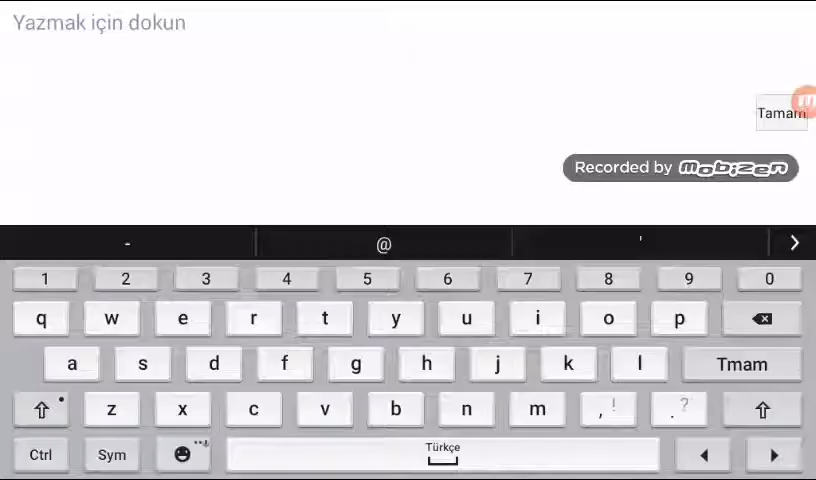 Yazmak için dokun
Tamam
Recorded by Mobizen
- @ '
1 2 3 4 5 6 7 8 9 0
q w e r t y u i o p
a s d f g h j k l Tmam
z x c v b n m , ! . ?
Ctrl Sym Türkçe